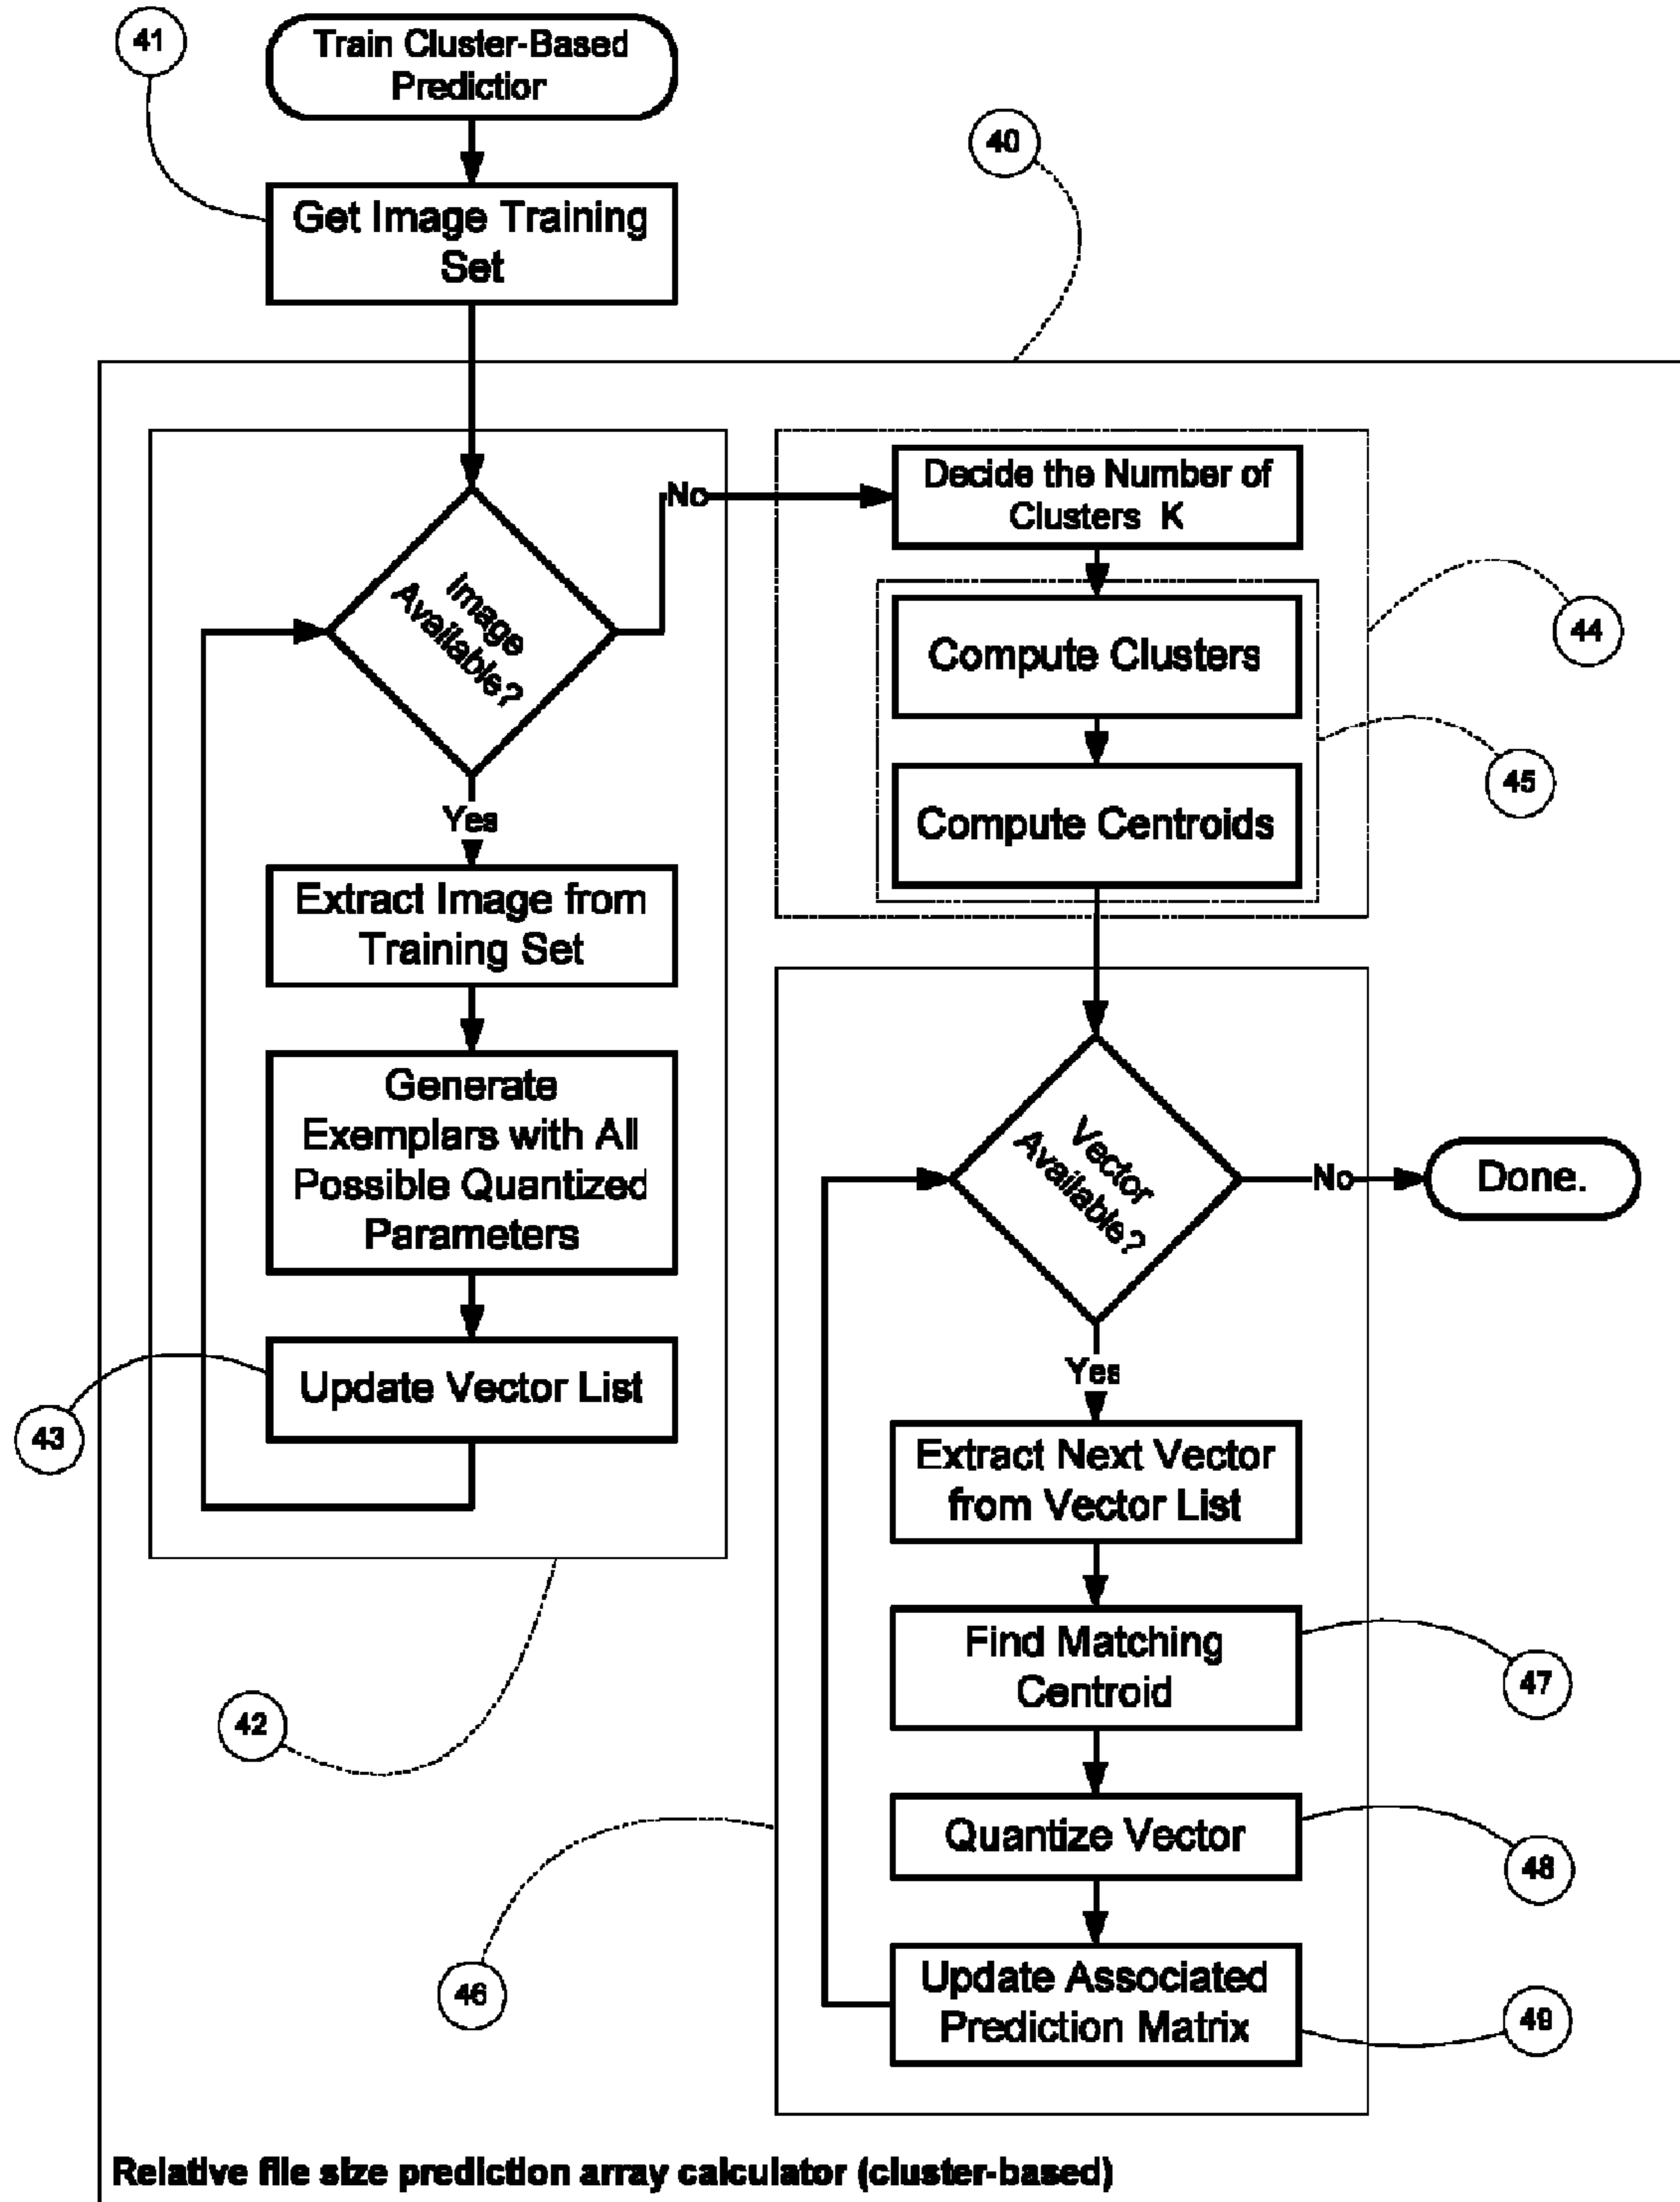 41
Train Cluster-Based
Predictior
40
Get Image Training
Set
No
Decide the Number of
Clusters K
Image
Available?
44
Compute Clusters
45
Yes
Compute Centroids
Extract Image from
Training Set
Generate
Exemplars with All
Possible Quantized
Parameters
Vector
Available?
No
Done.
Update Vector List
Yes
43
Extract Next Vector
from Vector List
Find Matching
Centroid
47
42
Quantize Vector
48
46
Update Associated
Prediction Matrix
49
Relative file size prediction array calculator (cluster-based)